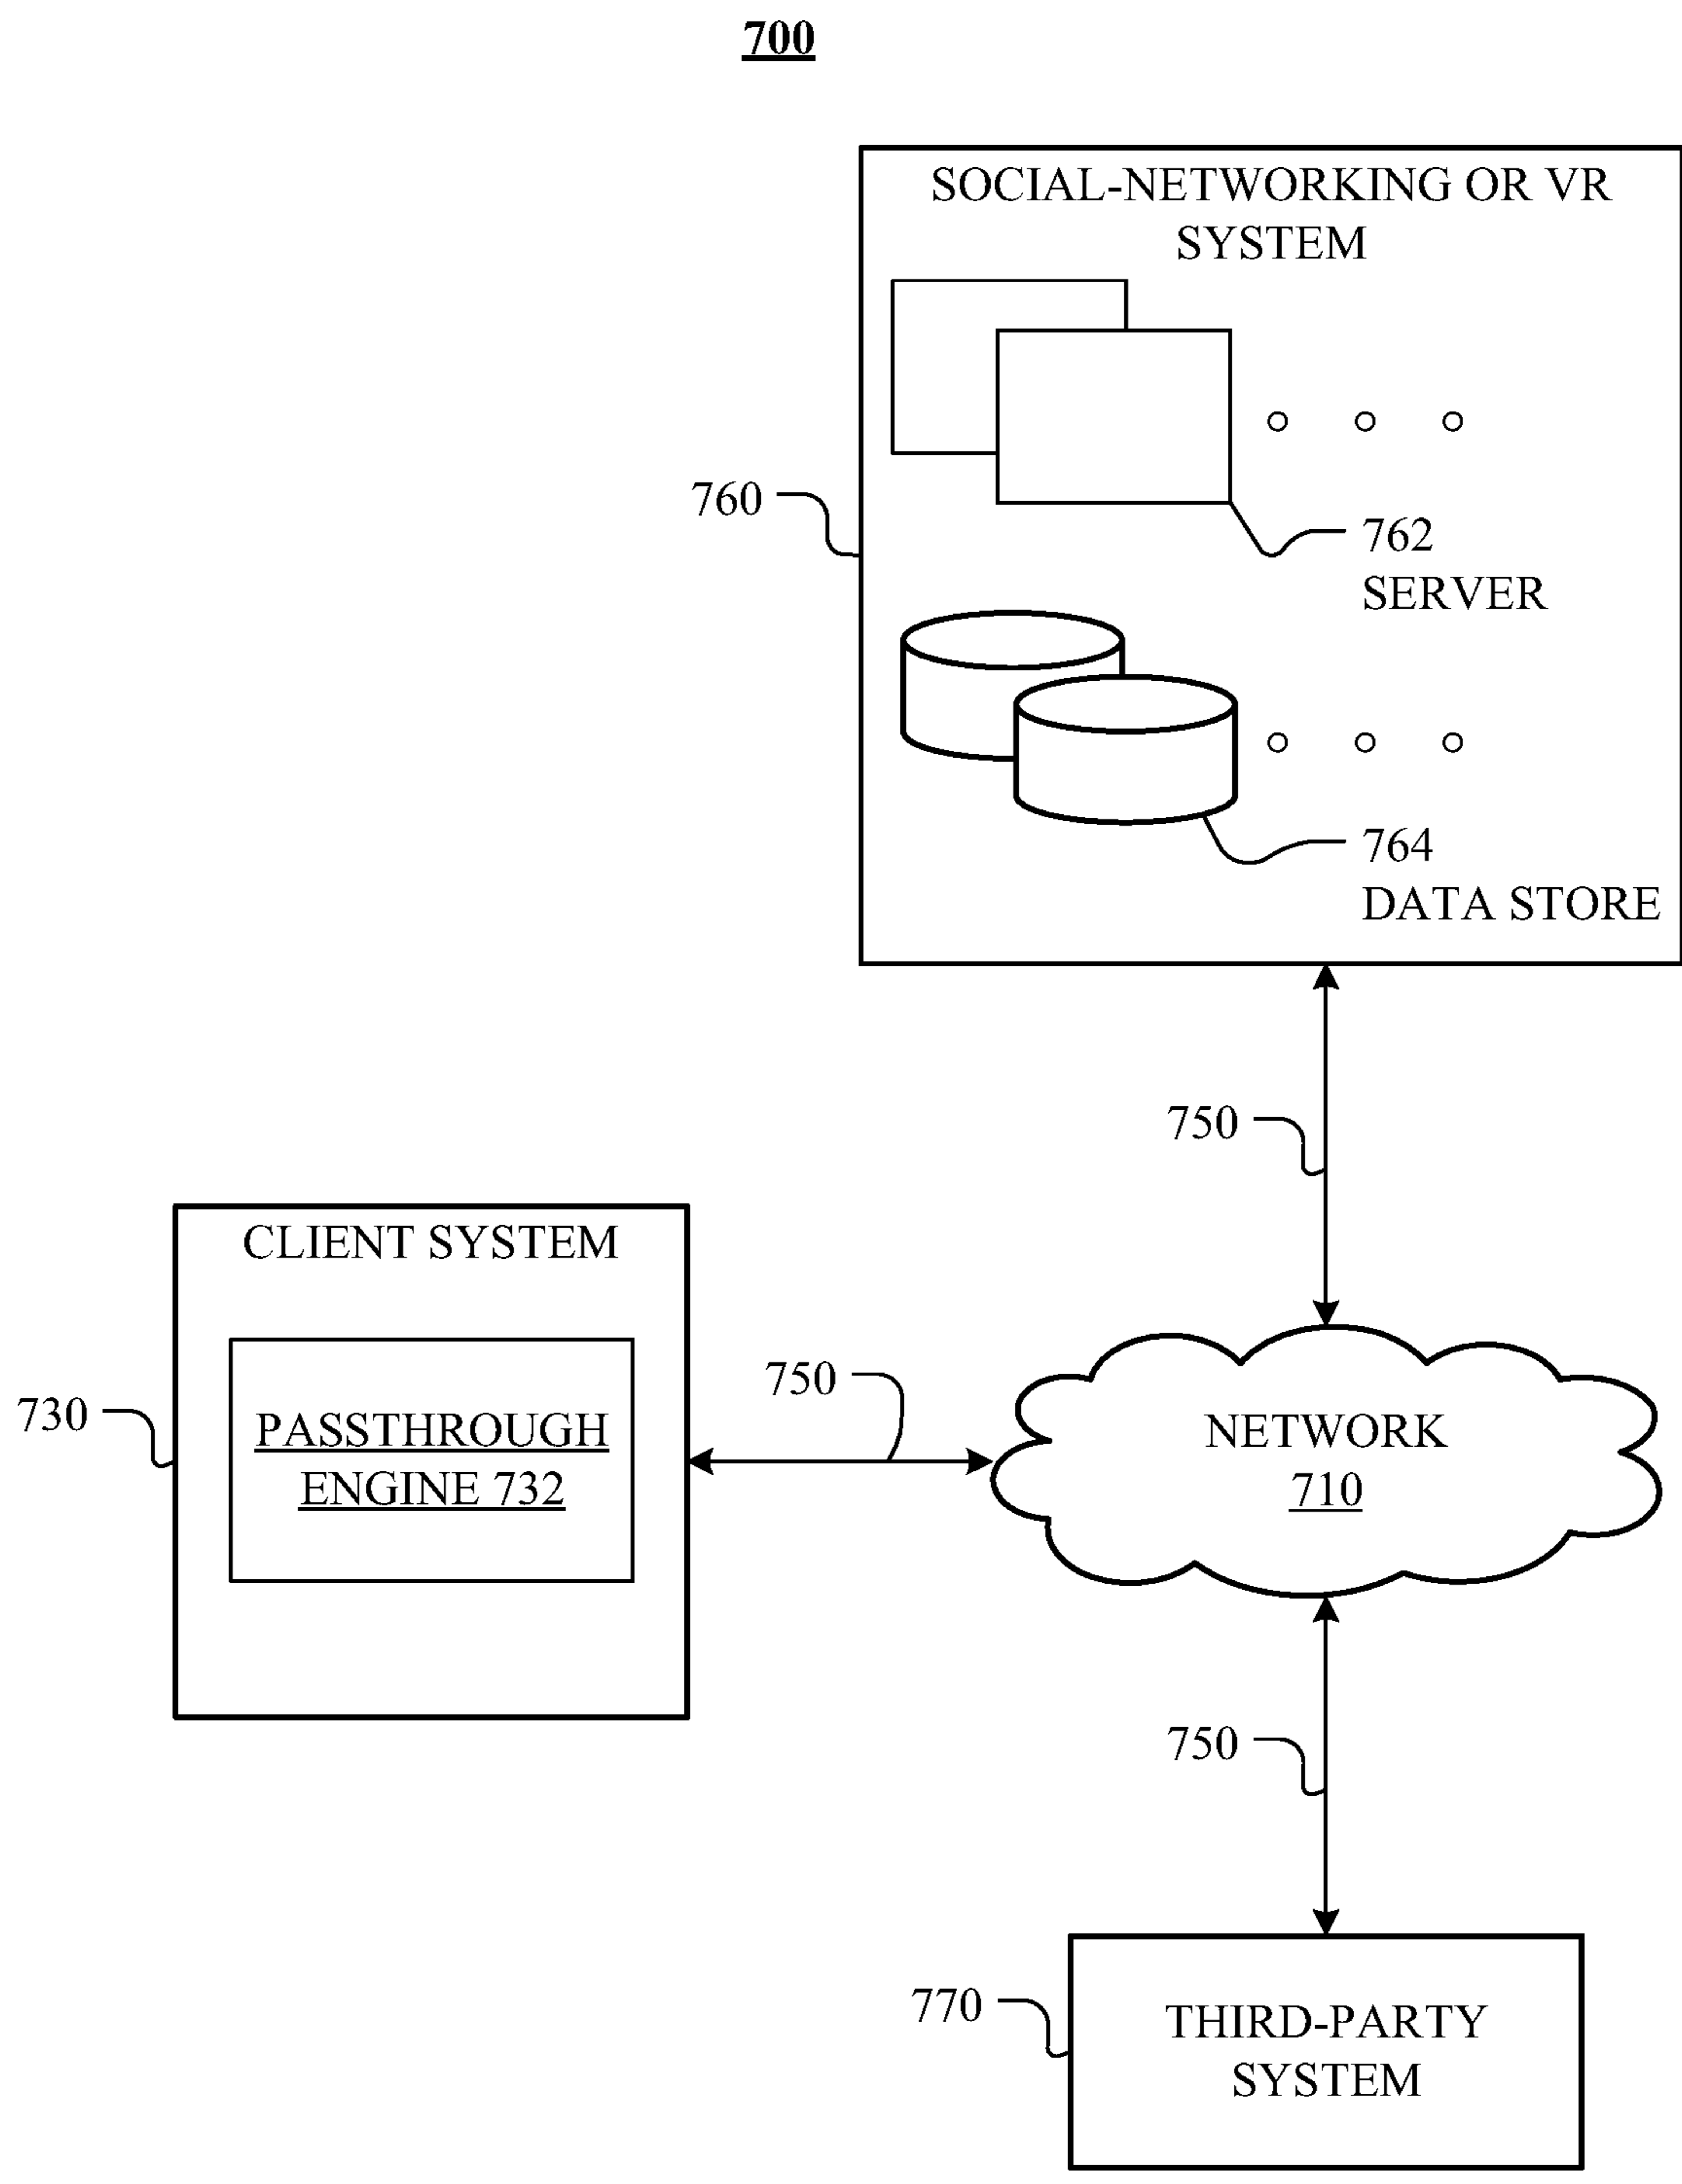 700
SOCIAL-NETWORKING OR VR
SYSTEM
760
762
SERVER
764
DATA STORE
750
CLIENT SYSTEM
730
PASSTHROUGH
ENGINE 732
750
NETWORK
710
750
770
THIRD-PARTY
SYSTEM